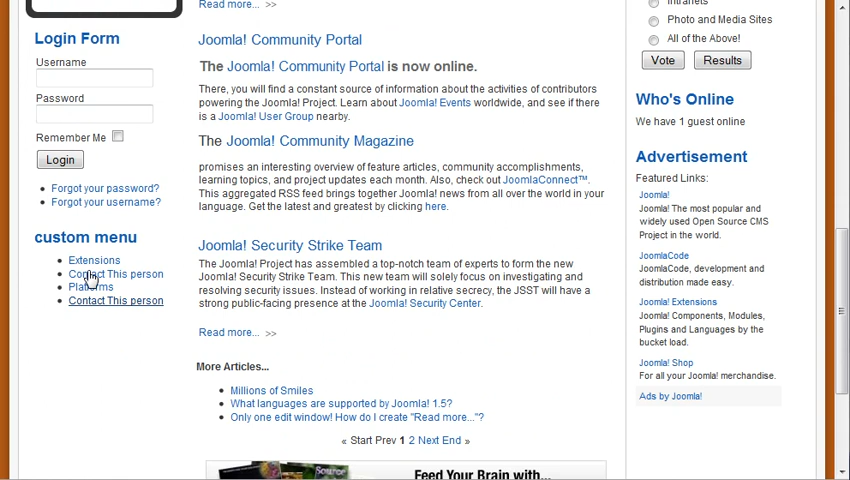 Read more... >>
Login Form
Username
Password
Remember Me
Login
Forgot your password?
Forgot your username?
custom menu
Extensions
Contact This person
Platforms
Contact This person
Joomla! Community Portal
The Joomla! Community Portal is now online.
There, you will find a constant source of information about the activities of contributors
powering the Joomla! Project. Learn about Joomla! Events worldwide, and see if there
is a Joomla! User Group nearby.
The Joomla! Community Magazine
promises an interesting overview of feature articles, community accomplishments,
learning topics, and project updates each month. Also, check out JoomlaConnect™.
This aggregated RSS feed brings together Joomla! news from all over the world in your
language. Get the latest and greatest by clicking here.
Joomla! Security Strike Team
The Joomla! Project has assembled a top-notch team of experts to form the new
Joomla! Security Strike Team. This new team will solely focus on investigating and
resolving security issues. Instead of working in relative secrecy, the JSST will have a
strong public-facing presence at the Joomla! Security Center.
Read more... >>
More Articles...
Millions of Smiles
What languages are supported by Joomla! 1.5?
Only one edit window! How do I create "Read more..."?
« Start Prev 1 2 Next End »
Feed Your Brain with...
Intranets
Photo and Media Sites
All of the Above!
Vote Results
Who's Online
We have 1 guest online
Advertisement
Featured Links:
Joomla!
Joomla! The most popular and
widely used Open Source CMS
Project in the world.
JoomlaCode
JoomlaCode, development and
distribution made easy.
Joomla! Extensions
Joomla! Components, Modules,
Plugins and Languages by the
bucket load.
Joomla! Shop
For all your Joomla! merchandise.
Ads by Joomla!